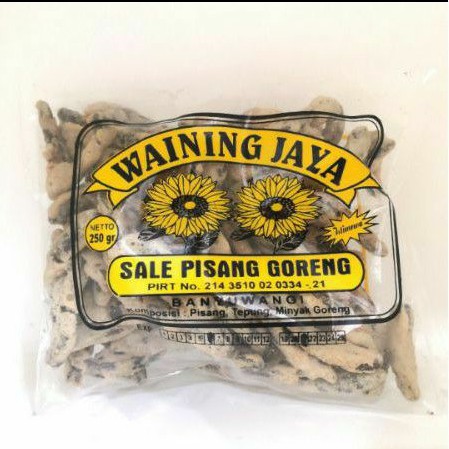 WAINING JAYA
NETTO
250 gr
Istimewa
SALE PISANG GORENG
PIRT No. 214 3510 02 0334 - 21
BANYUWANGI
Komposisi : Pisang, Tepung, Minyak Goreng
EXP